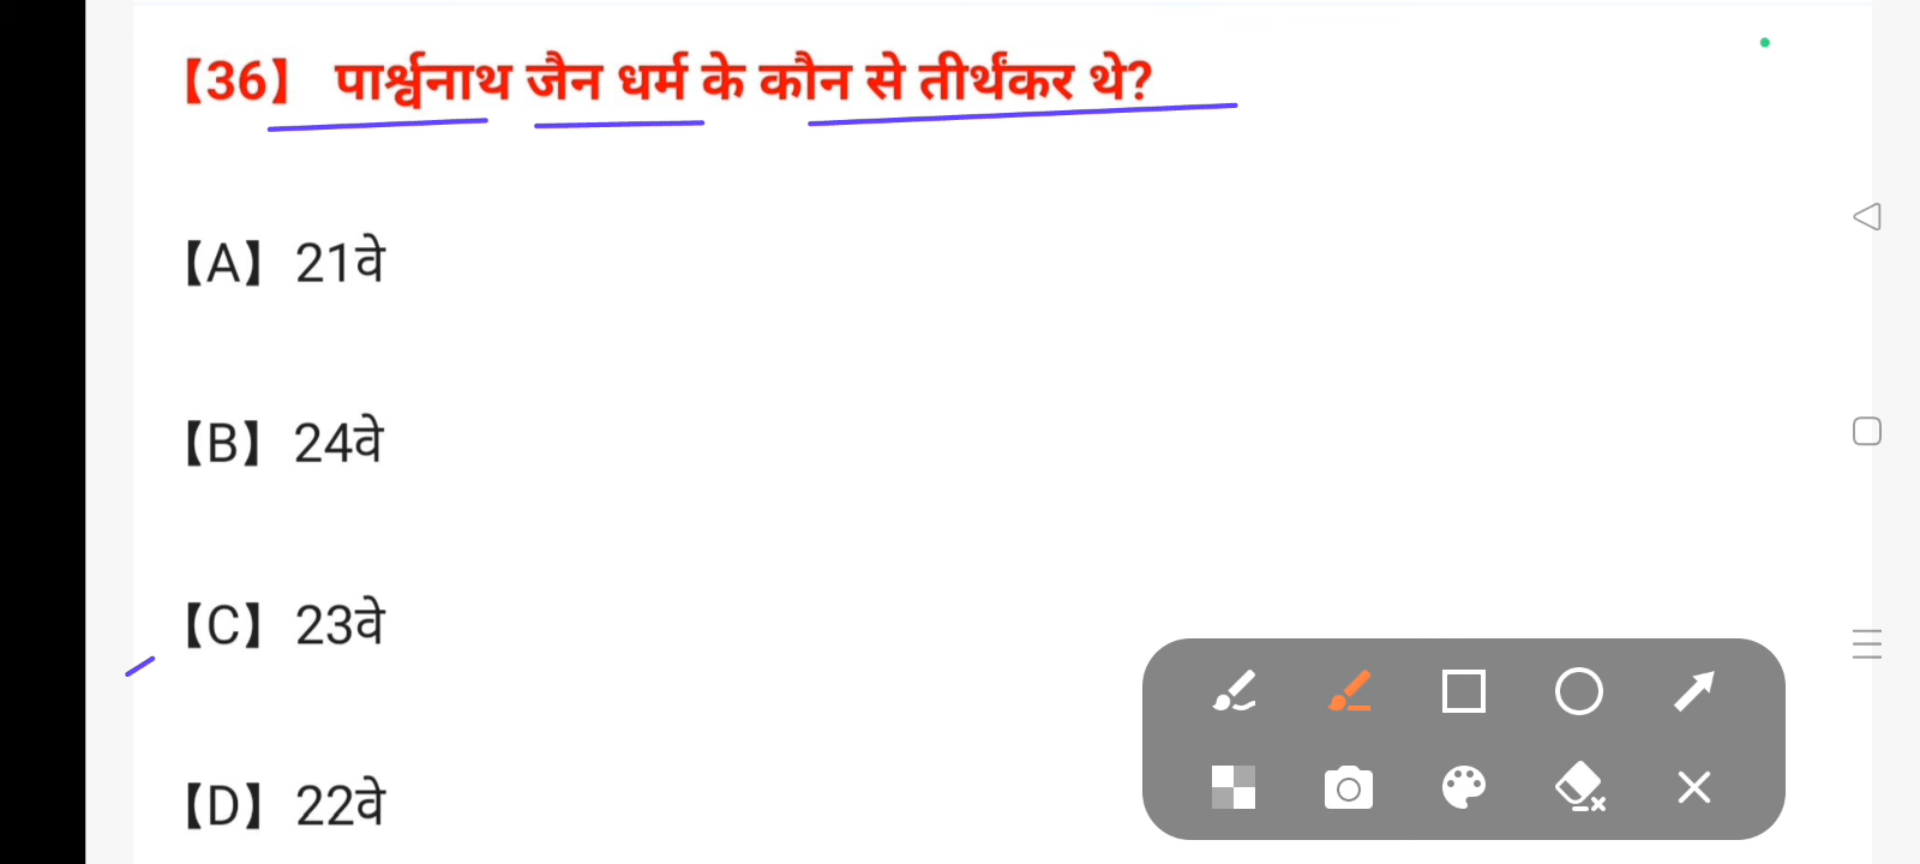 【36】 पार्श्वनाथ जैन धर्म के कौन से तीर्थंकर थे?
【A】 21वे
【B】 24वे
【C】 23वे
【D】 22वे